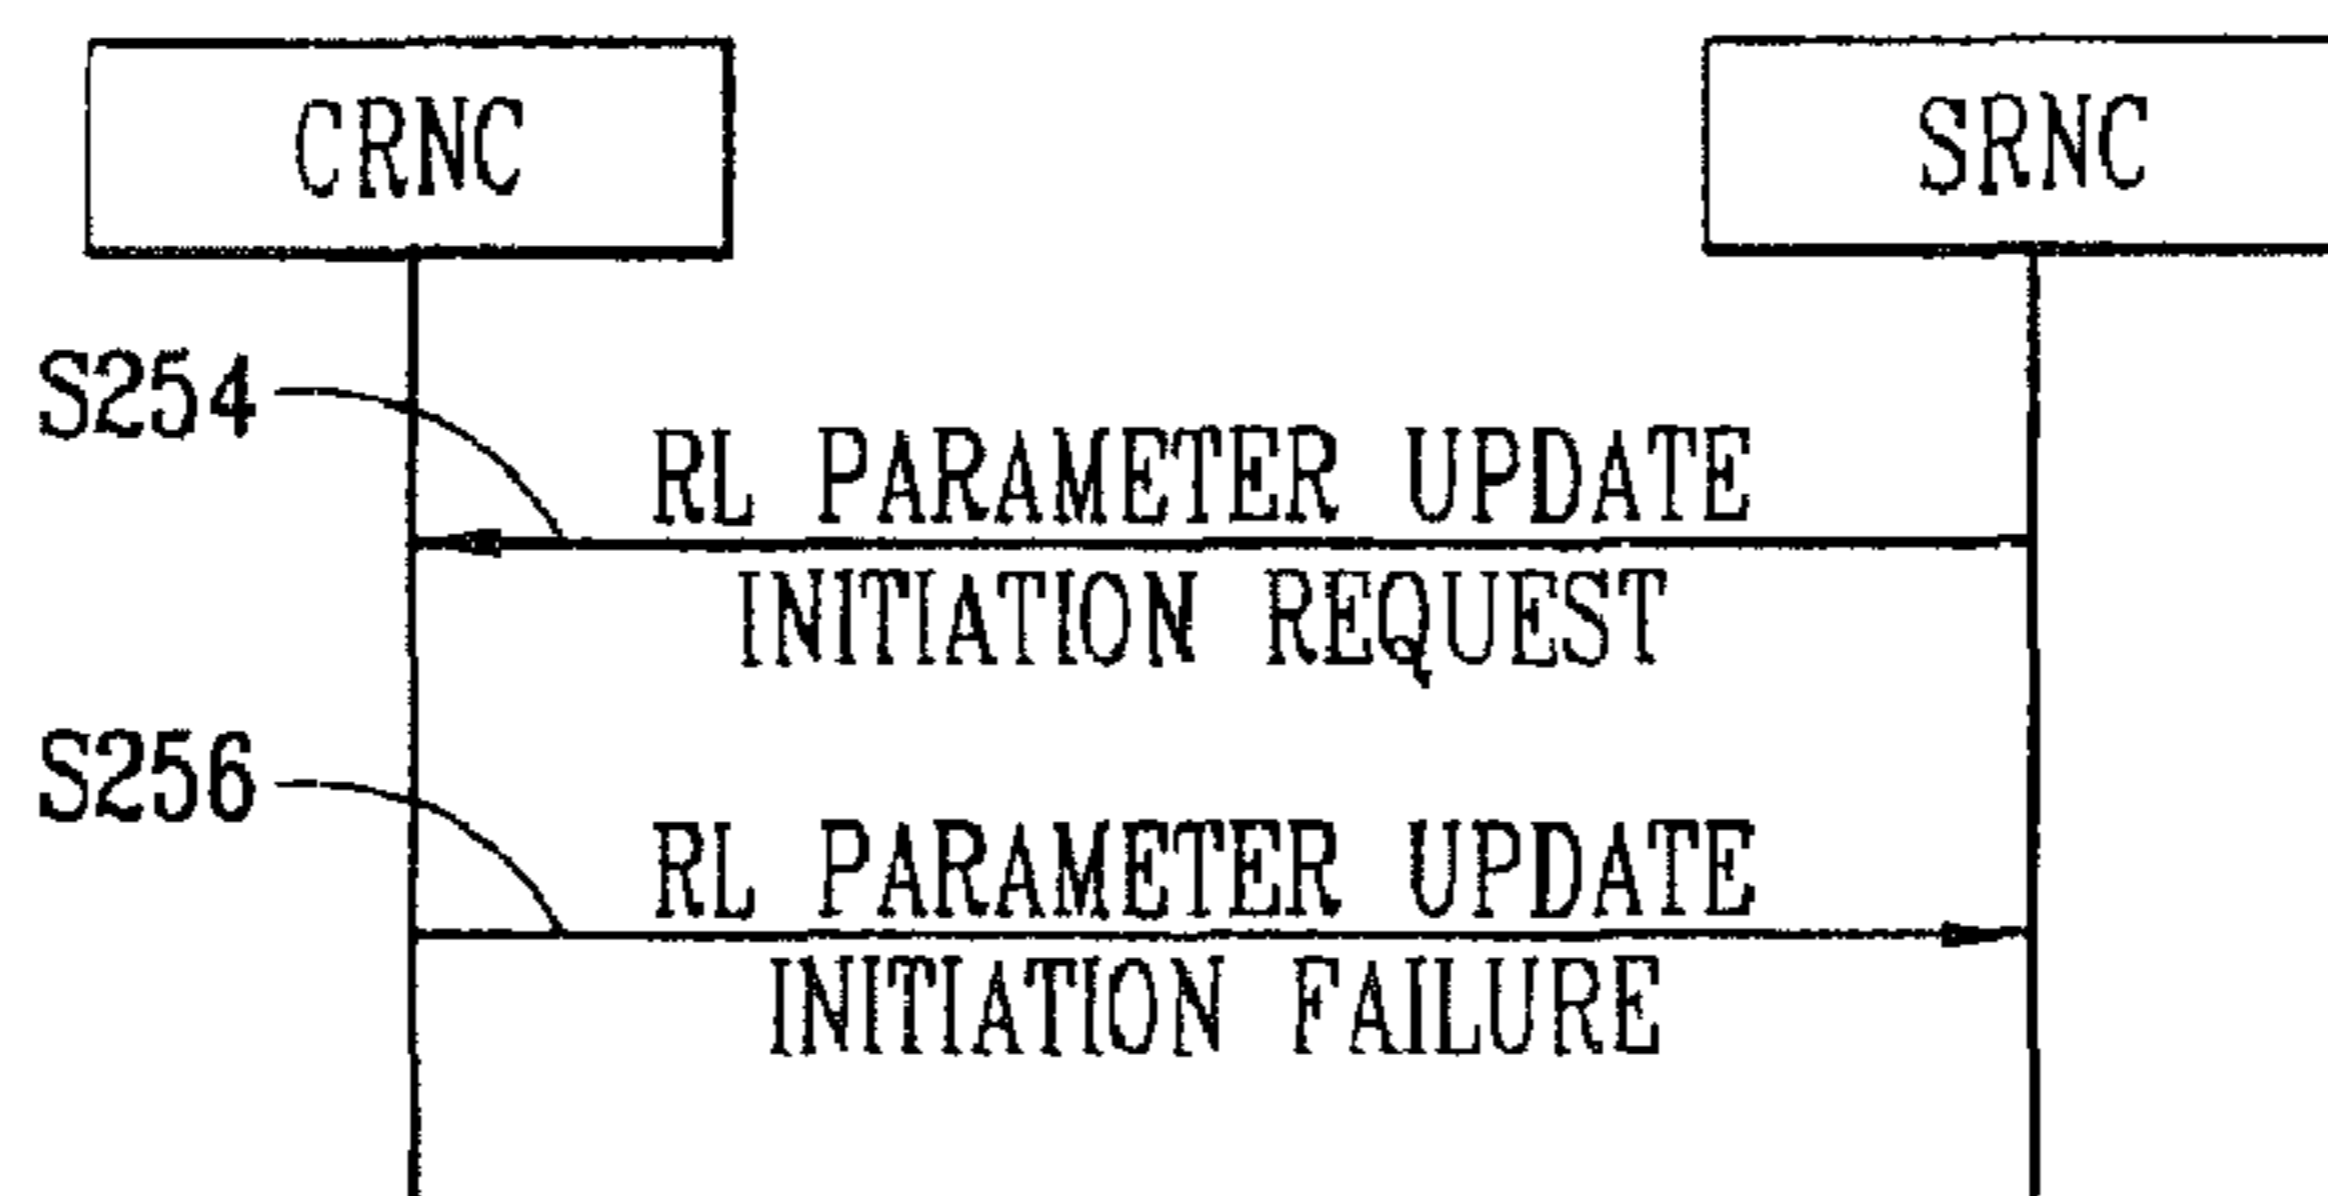 CRNC
SRNC
S254
RL PARAMETER UPDATE
INITIATION REQUEST
S256
RL PARAMETER UPDATE
INITIATION FAILURE